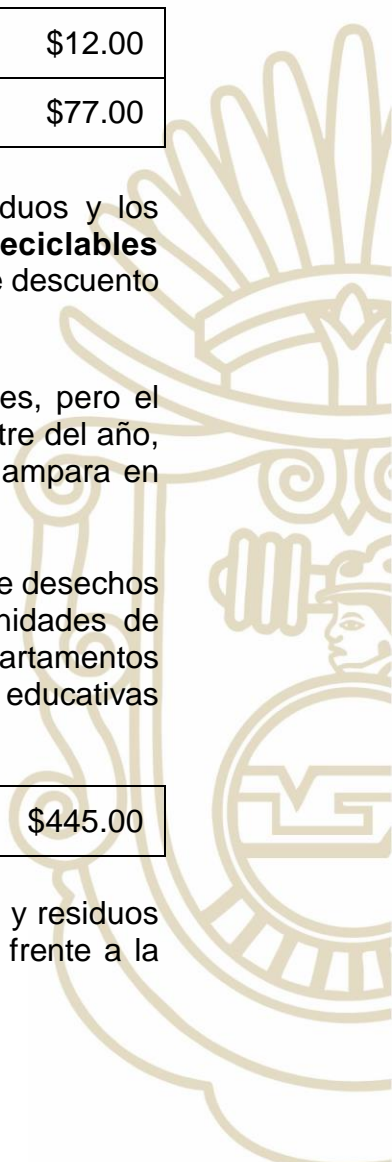 $12.00
$77.00
duos y los
eciclables
e descuento
es, pero el
tre del año,
ampara en
e desechos
nidades de
partamentos
educativas
$445.00
y residuos
frente a la